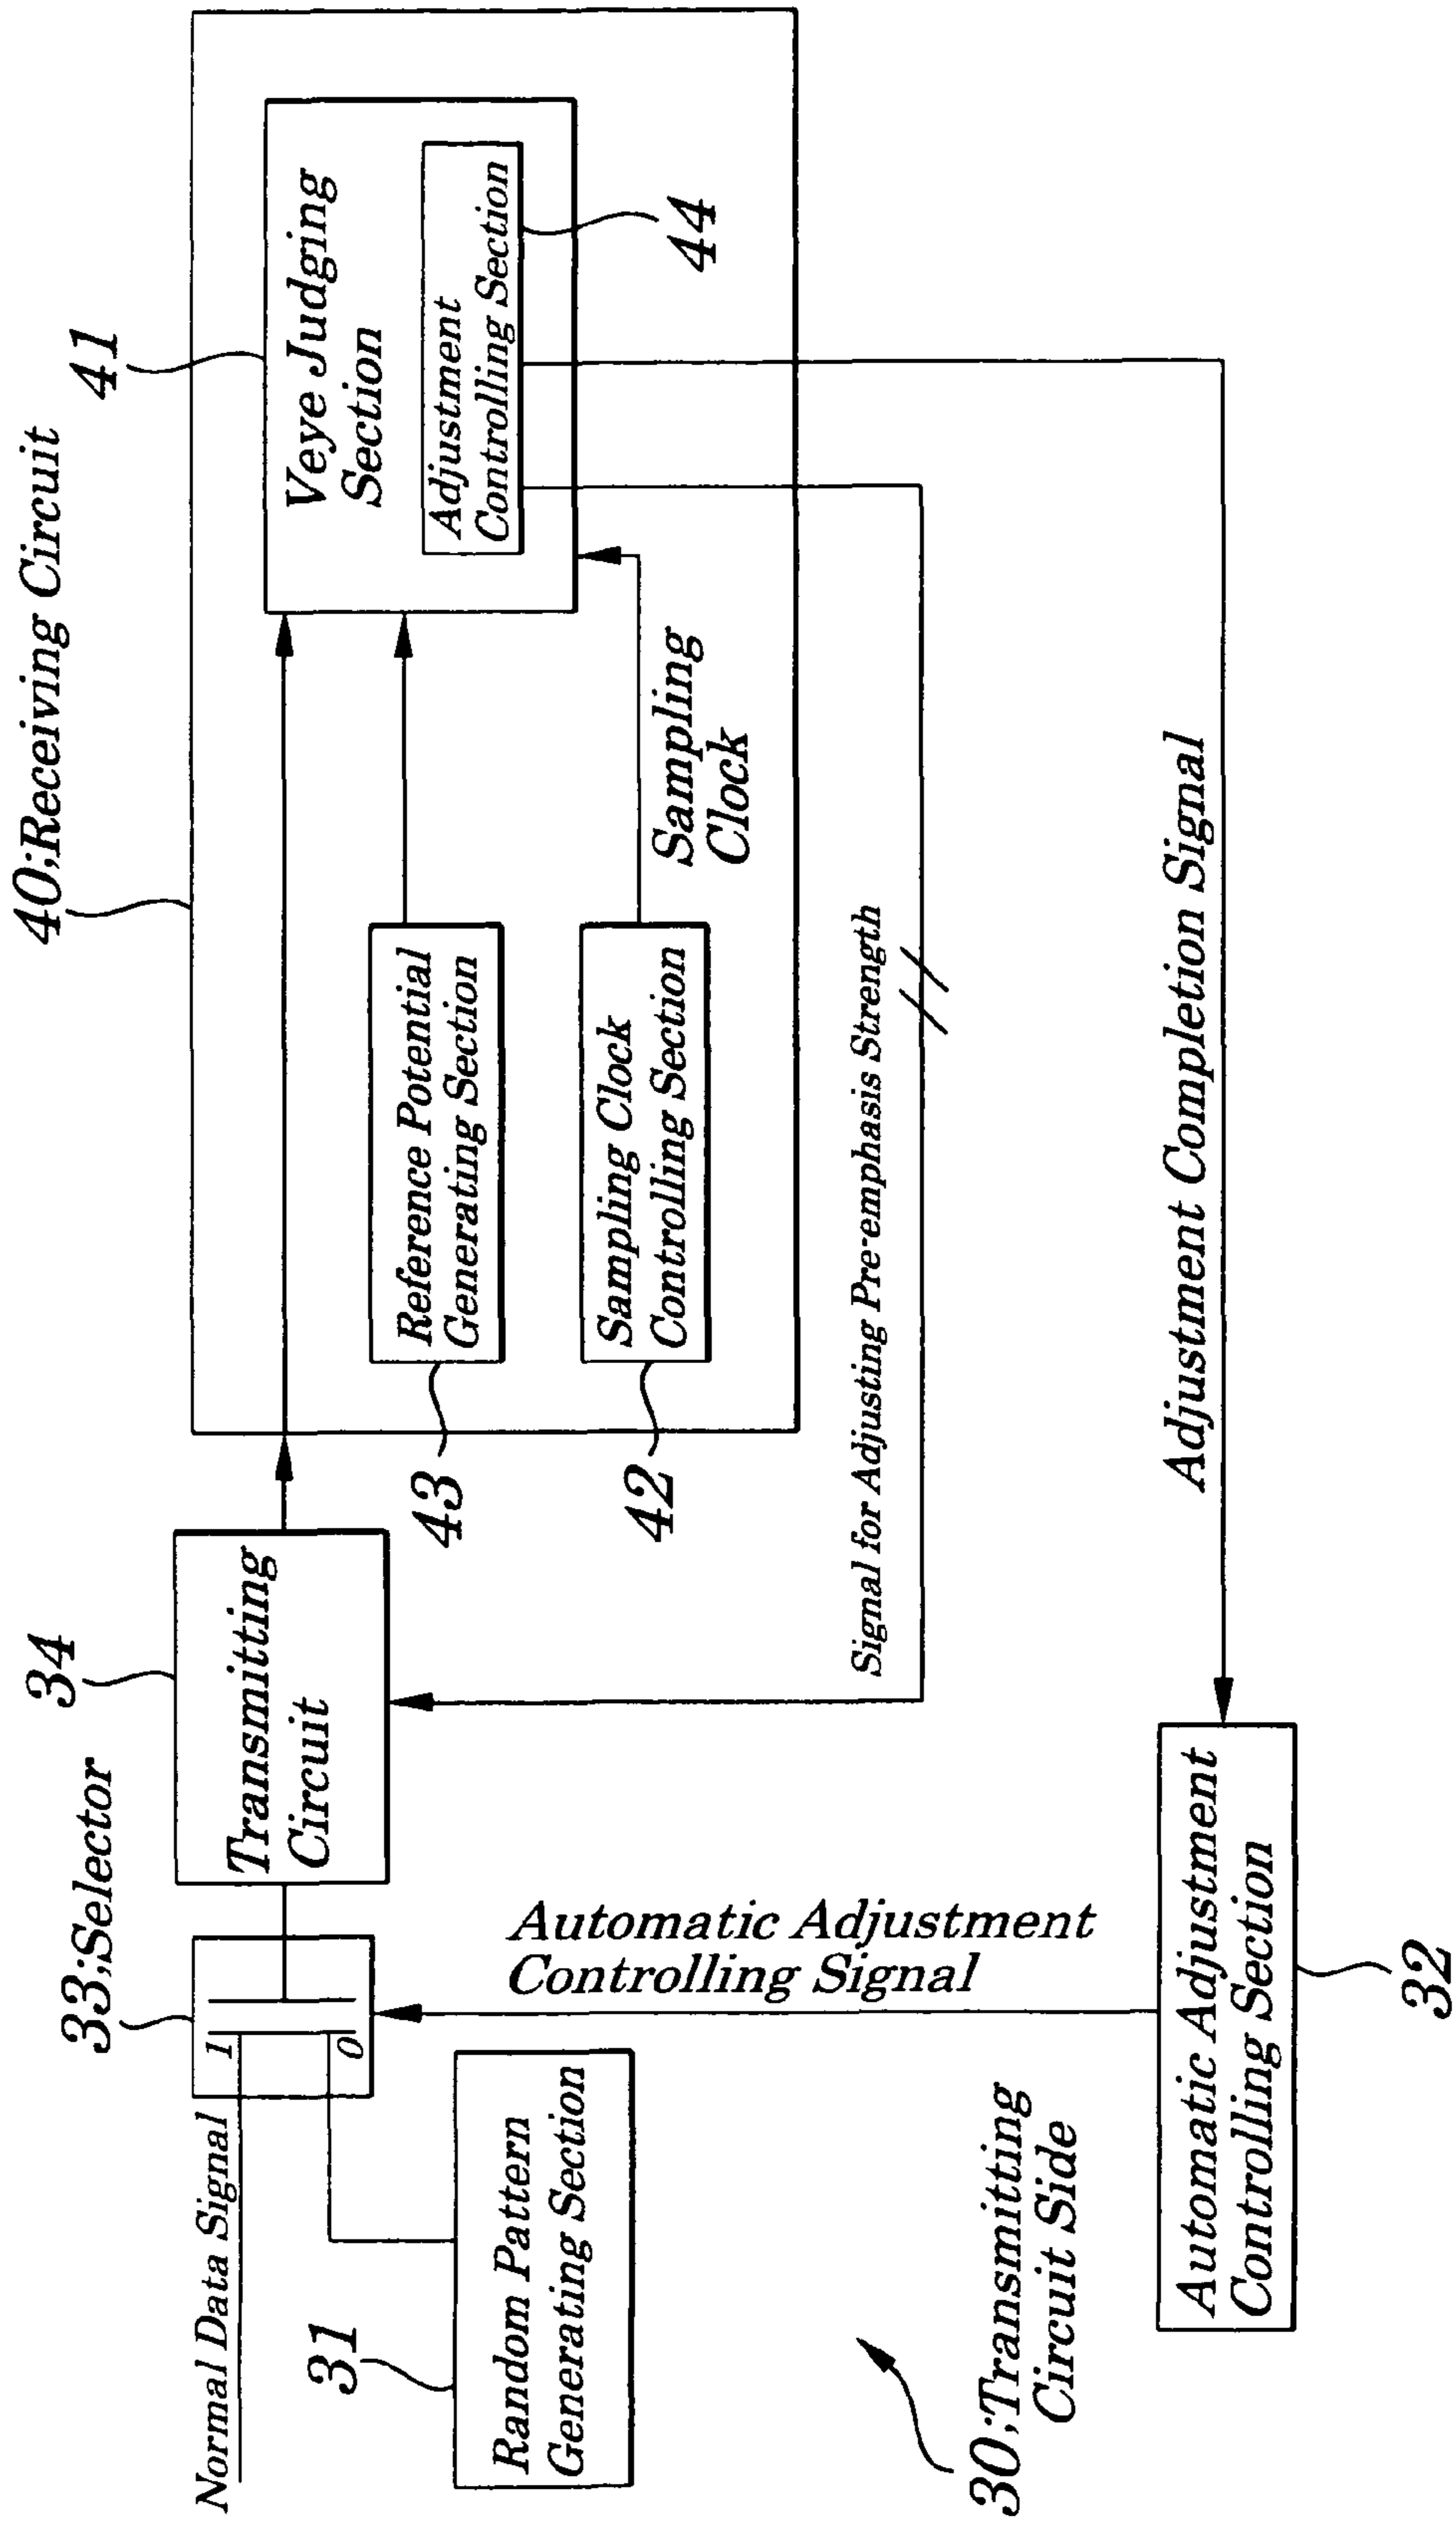 40;Receiving Circuit
41
Veye Judging
Section
Adjustment
Controlling Section
44
Reference Potential
Generating Section
43
Sampling Clock
Controlling Section
42
Sampling
Clock
34
Transmitting
Circuit
33;Selector
1
0
Normal Data Signal
31
Random Pattern
Generating Section
Automatic Adjustment
Controlling Signal
Signal for Adjusting Pre-emphasis Strength
Adjustment Completion Signal
30;Transmitting
Circuit Side
Automatic Adjustment
Controlling Section
32